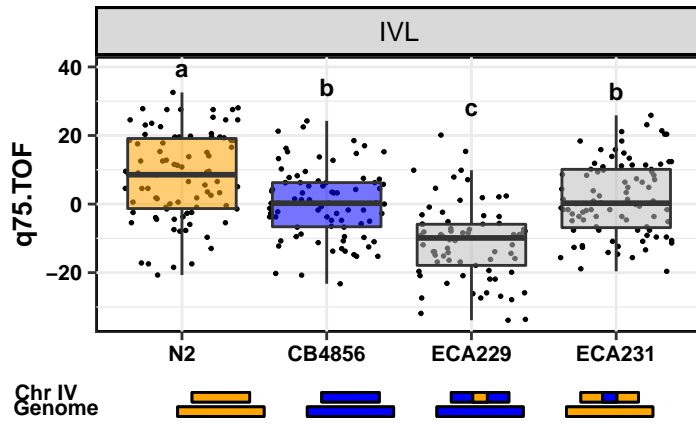 IVL
a
b
c
b
q75.TOF
40
20
0
−20
N2 CB4856 ECA229 ECA231
Chr IV
Genome